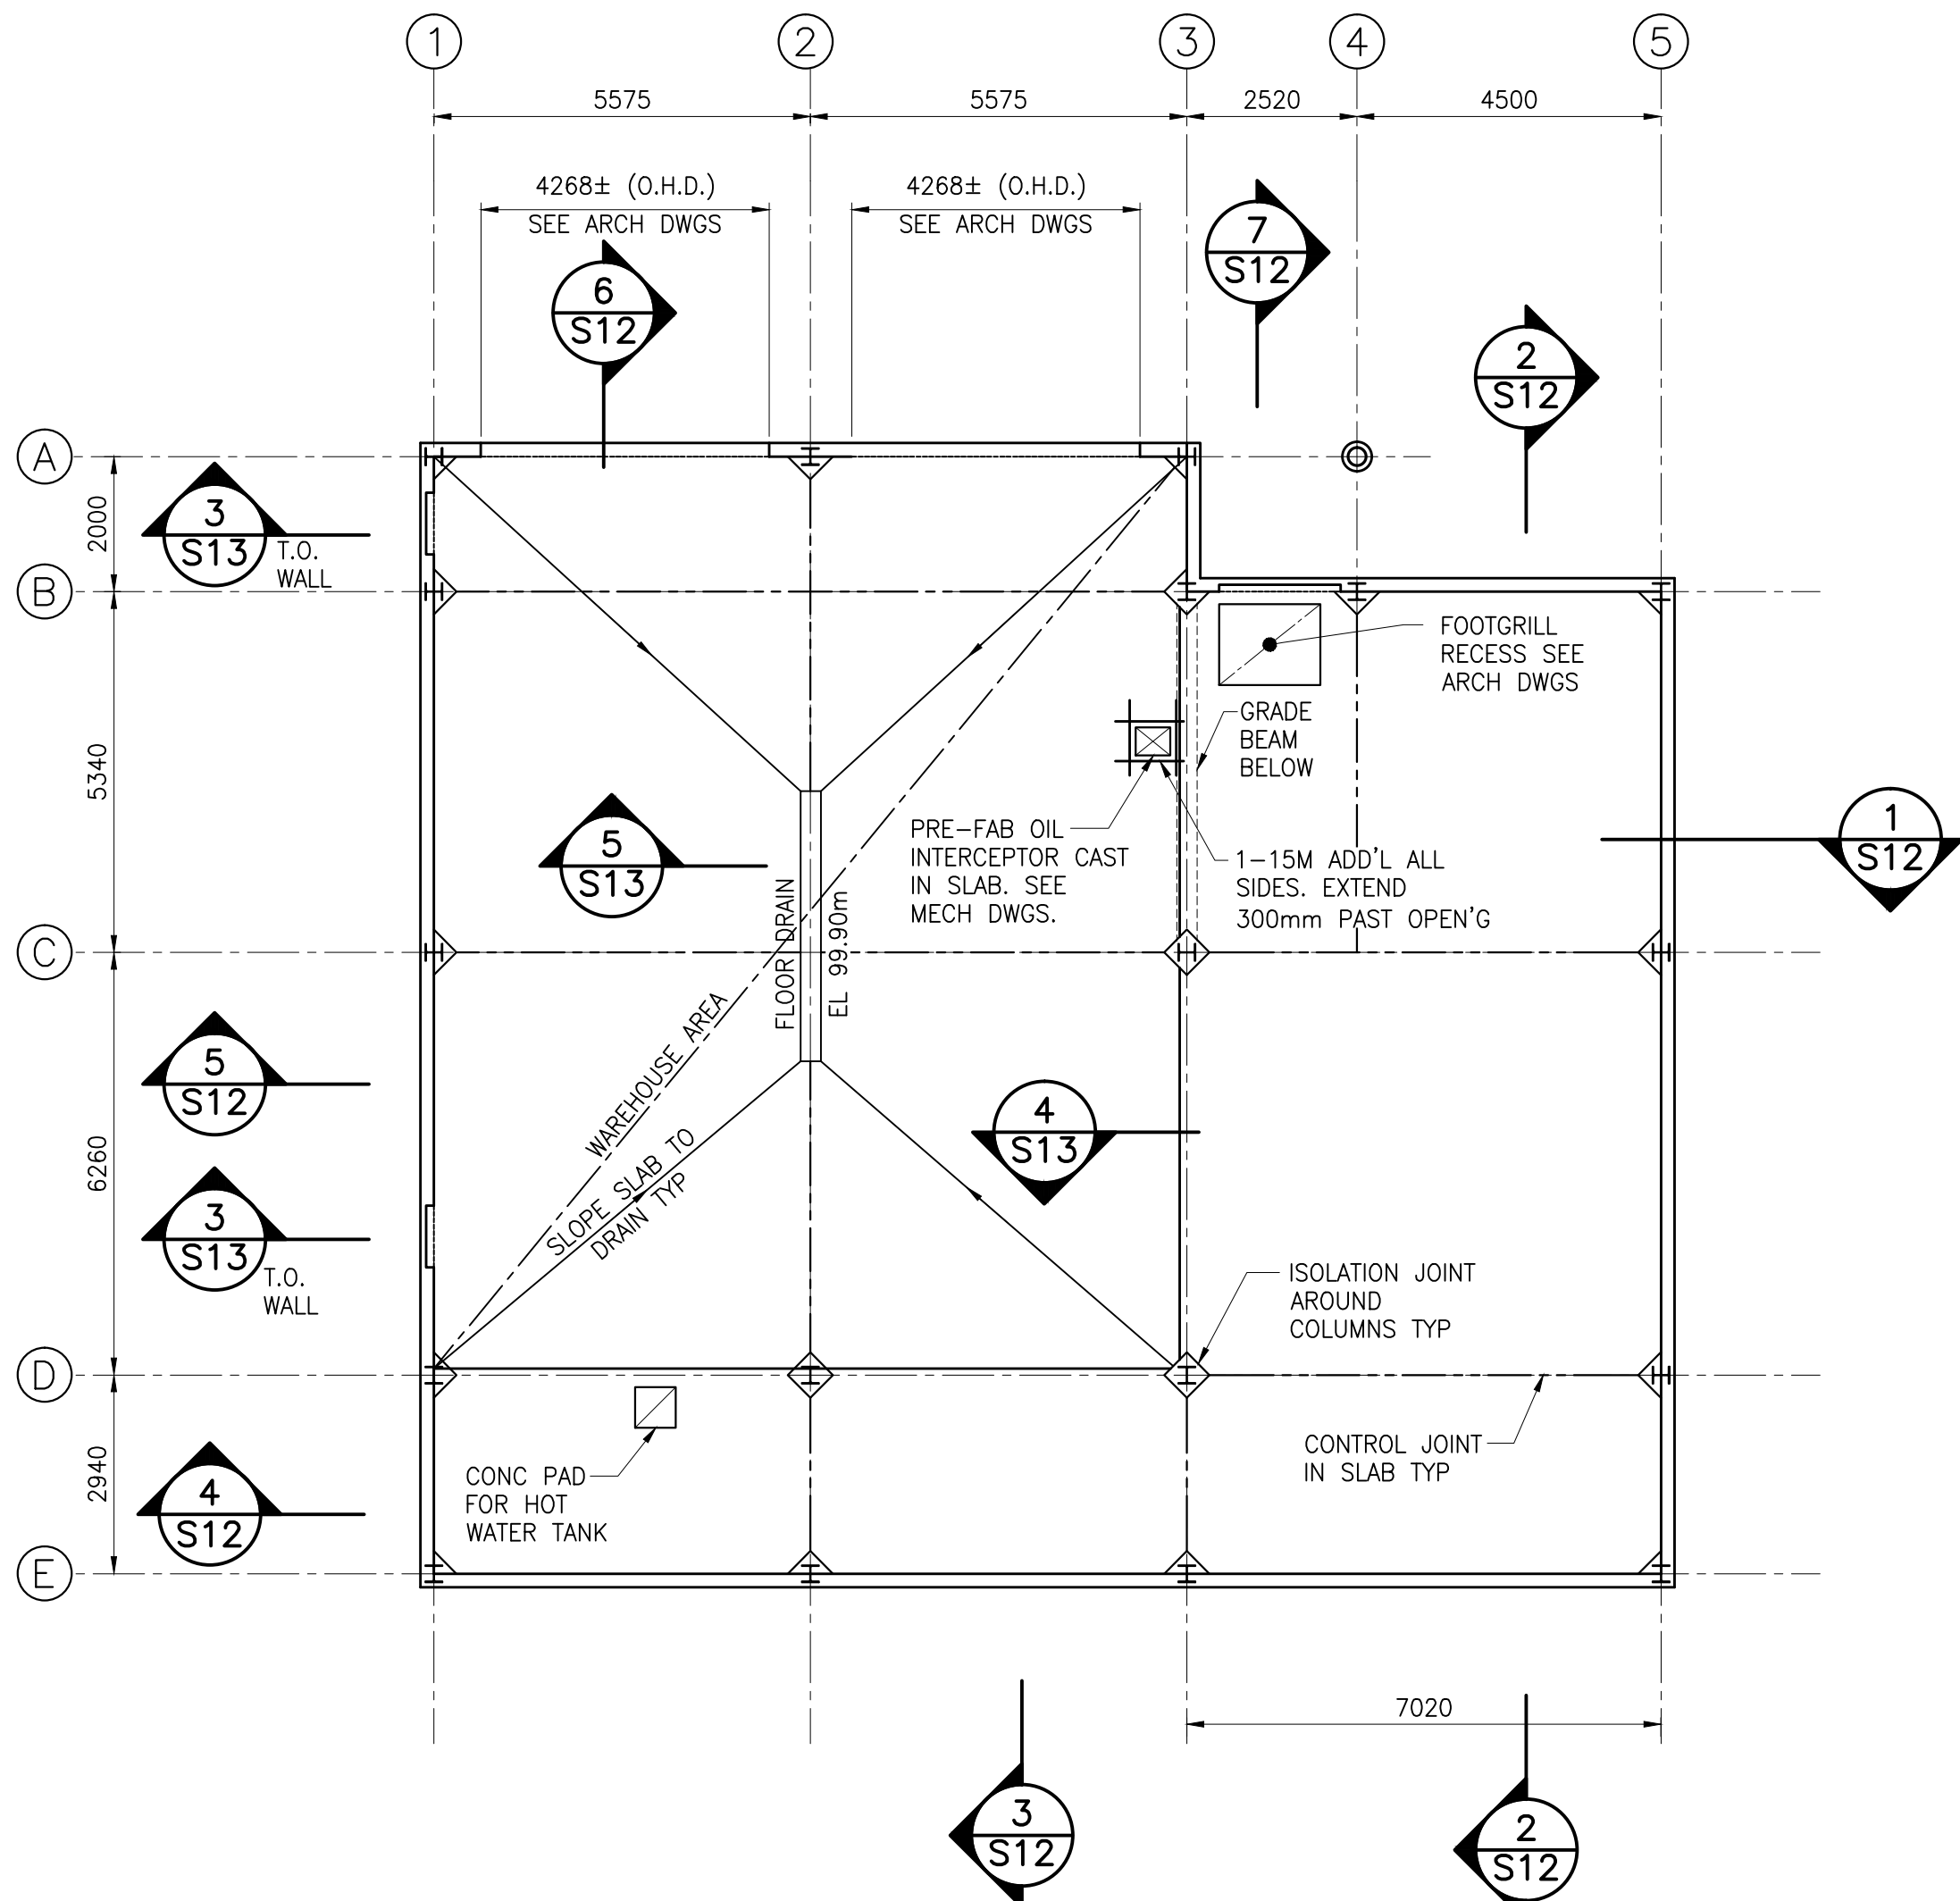 1
2
3
4
5
5575
5575
2520
4500
4268± (O.H.D.)
SEE ARCH DWGS
4268± (O.H.D.)
SEE ARCH DWGS
7
S12
6
S12
2
S12
A
2000
3
S13
T.O.
WALL
B
FOOTGRILL
RECESS SEE
ARCH DWGS
GRADE
BEAM
BELOW
5340
5
S13
PRE-FAB OIL
INTERCEPTOR CAST
IN SLAB. SEE
MECH DWGS.
1-15M ADD'L ALL
SIDES. EXTEND
300mm PAST OPEN'G
1
S12
FLOOR DRAIN
EL 99.90m
C
WAREHOUSE AREA
5
S12
4
S13
6260
SLOPE SLAB TO
DRAIN TYP
3
S13
T.O.
WALL
ISOLATION JOINT
AROUND
COLUMNS TYP
D
2940
CONTROL JOINT
IN SLAB TYP
CONC PAD
FOR HOT
WATER TANK
4
S12
E
7020
3
S12
2
S12